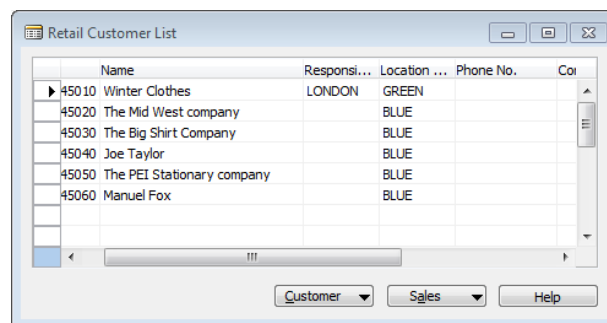 Retail Customer List
Name Responsi... Location ... Phone No.
45010 Winter Clothes LONDON GREEN
45020 The Mid West company BLUE
45030 The Big Shirt Company BLUE
45040 Joe Taylor BLUE
45050 The PEI Stationary company BLUE
45060 Manuel Fox BLUE
Customer Sales Help